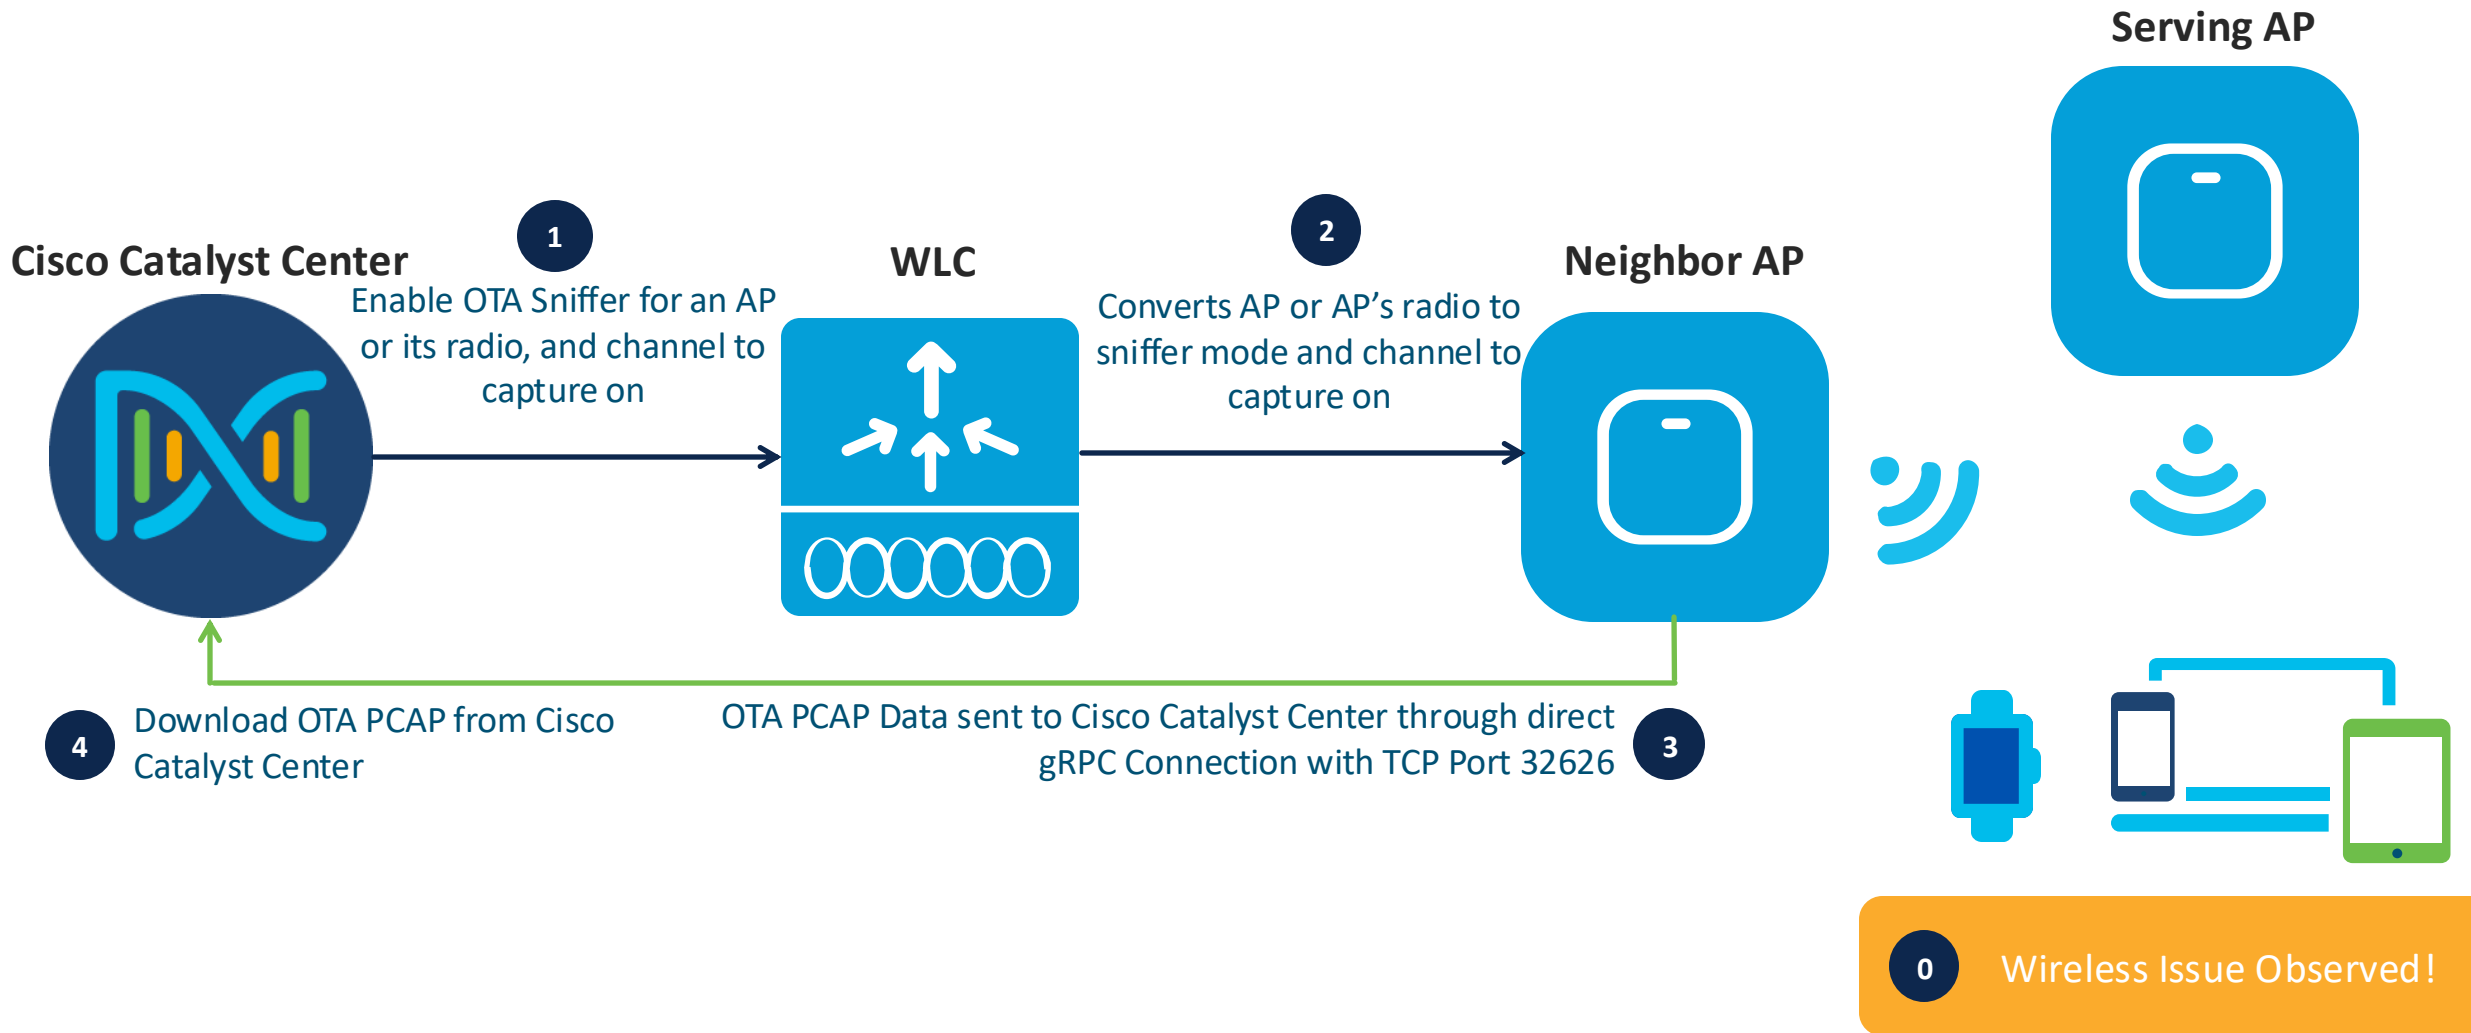 Serving AP
1
2
Cisco Catalyst Center
WLC
Neighbor AP
Enable OTA Sniffer for an AP
or its radio, and channel to
capture on
Converts AP or AP’s radio to
sniffer mode and channel to
capture on
4
Download OTA PCAP from Cisco
Catalyst Center
OTA PCAP Data sent to Cisco Catalyst Center through direct
gRPC Connection with TCP Port 32626
3
0
Wireless Issue Observed!